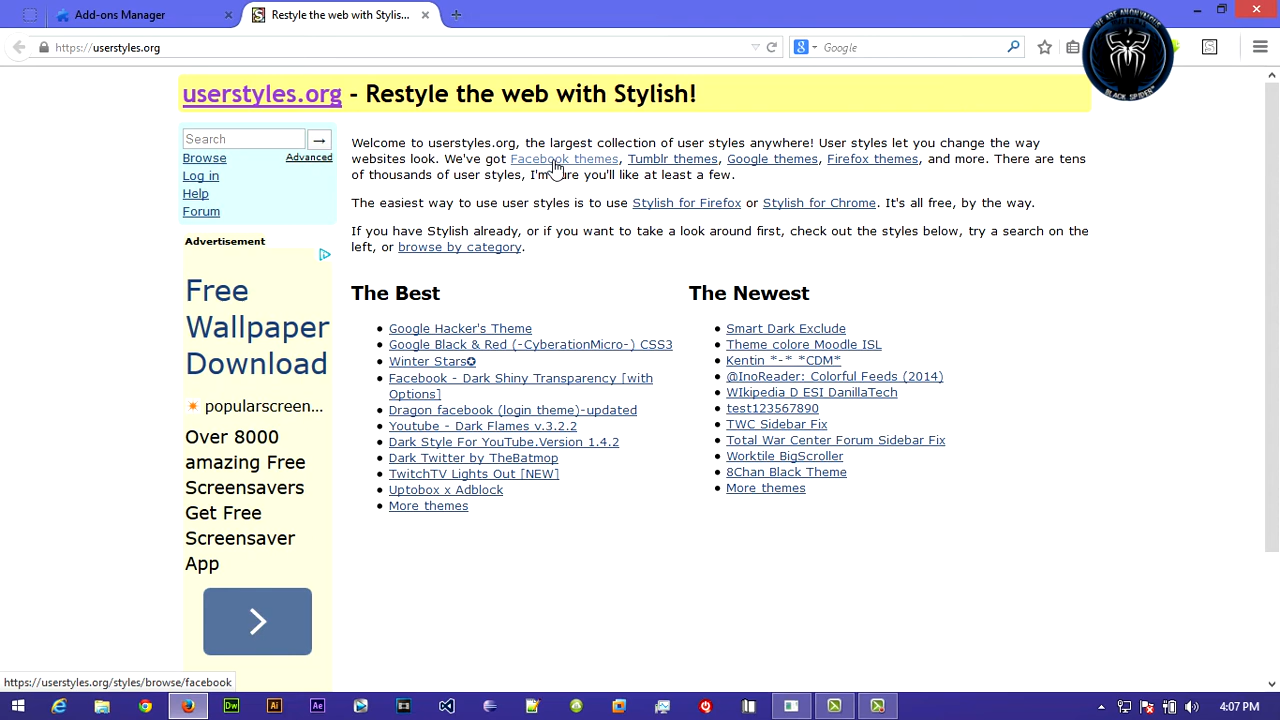 Add-ons Manager
Restyle the web with Stylis...
https://userstyles.org
Google
WE ARE ANONYMOUS
BLACK SPIDER
userstyles.org - Restyle the web with Stylish!
Search
Browse
Advanced
Log in
Help
Forum
Welcome to userstyles.org, the largest collection of user styles anywhere! User styles let you change the way
websites look. We've got Facebook themes, Tumblr themes, Google themes, Firefox themes, and more. There are tens
of thousands of user styles, I'm sure you'll like at least a few.
The easiest way to use user styles is to use Stylish for Firefox or Stylish for Chrome. It's all free, by the way.
If you have Stylish already, or if you want to take a look around first, check out the styles below, try a search on the
left, or browse by category.
Advertisement
Free
Wallpaper
Download
popularscreen...
Over 8000
amazing Free
Screensavers
Get Free
Screensaver
App
The Best
Google Hacker's Theme
Google Black & Red (-CyberationMicro-) CSS3
Winter Stars✪
Facebook - Dark Shiny Transparency [with
Options]
Dragon facebook (login theme)-updated
Youtube - Dark Flames v.3.2.2
Dark Style For YouTube.Version 1.4.2
Dark Twitter by TheBatmop
TwitchTV Lights Out [NEW]
Uptobox x Adblock
More themes
The Newest
Smart Dark Exclude
Theme colore Moodle ISL
Kentin *-* *CDM*
@InoReader: Colorful Feeds (2014)
WIkipedia D ESI DanillaTech
test123567890
TWC Sidebar Fix
Total War Center Forum Sidebar Fix
Worktile BigScroller
8Chan Black Theme
More themes
https://userstyles.org/styles/browse/facebook
Dw
Ai
Ae
4:07 PM